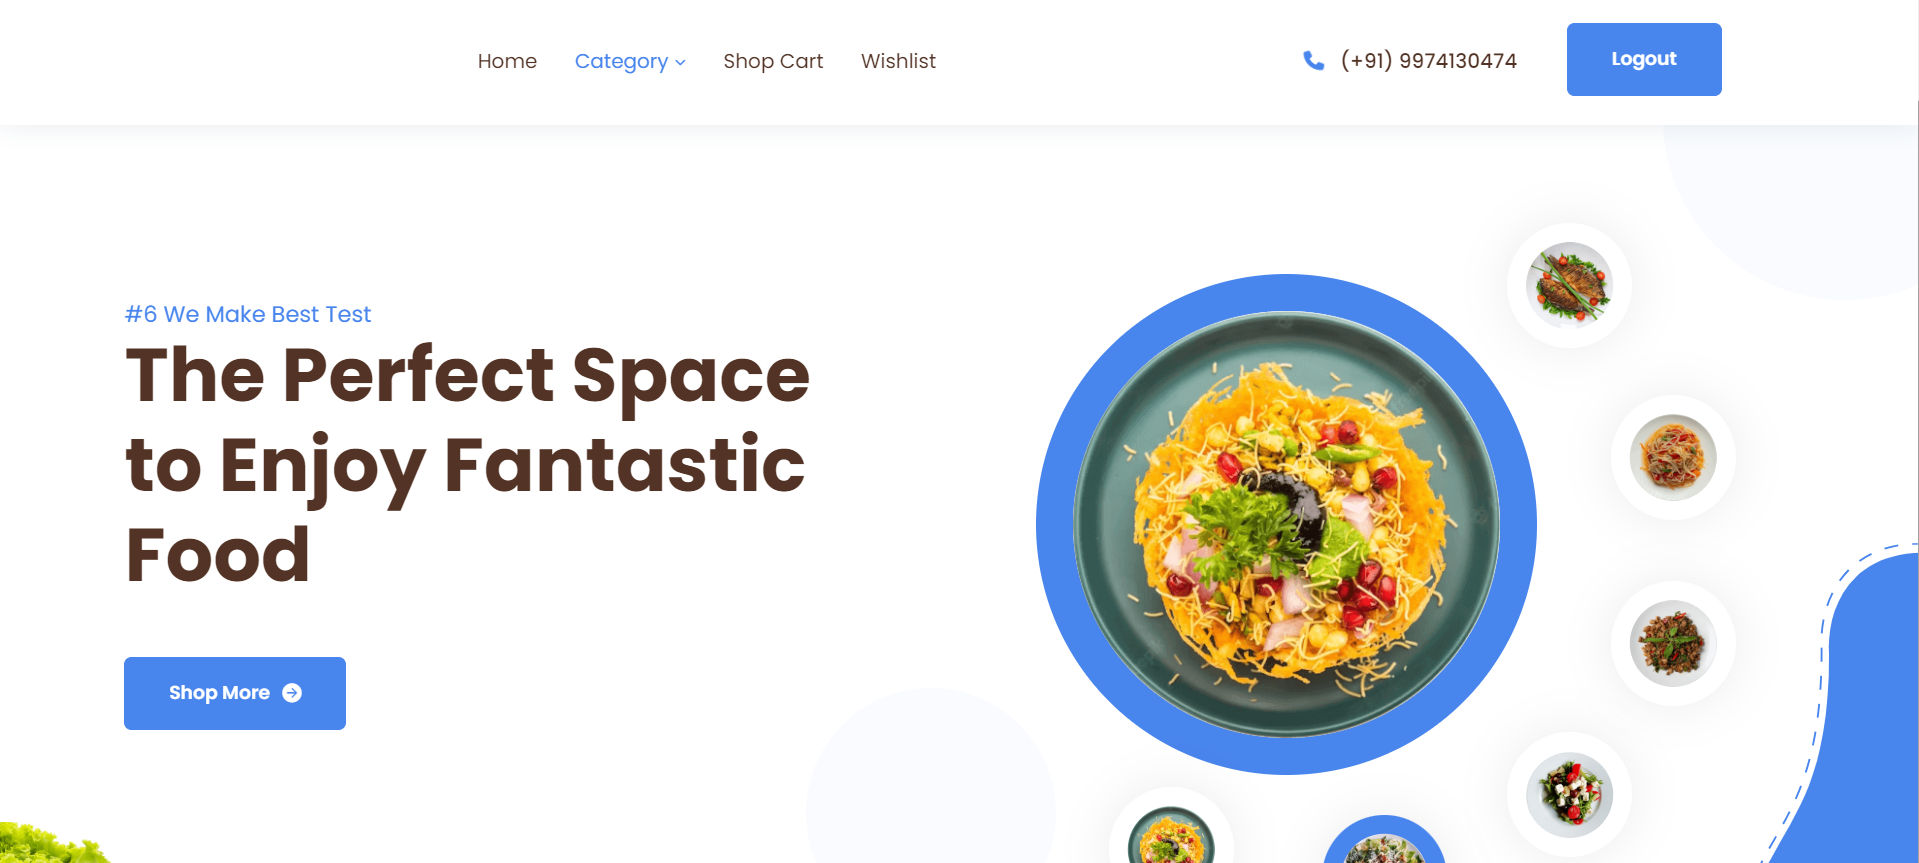 Home Category Shop Cart Wishlist (+91) 9974130474 Logout
#6 We Make Best Test
The Perfect Space
to Enjoy Fantastic
Food
Shop More